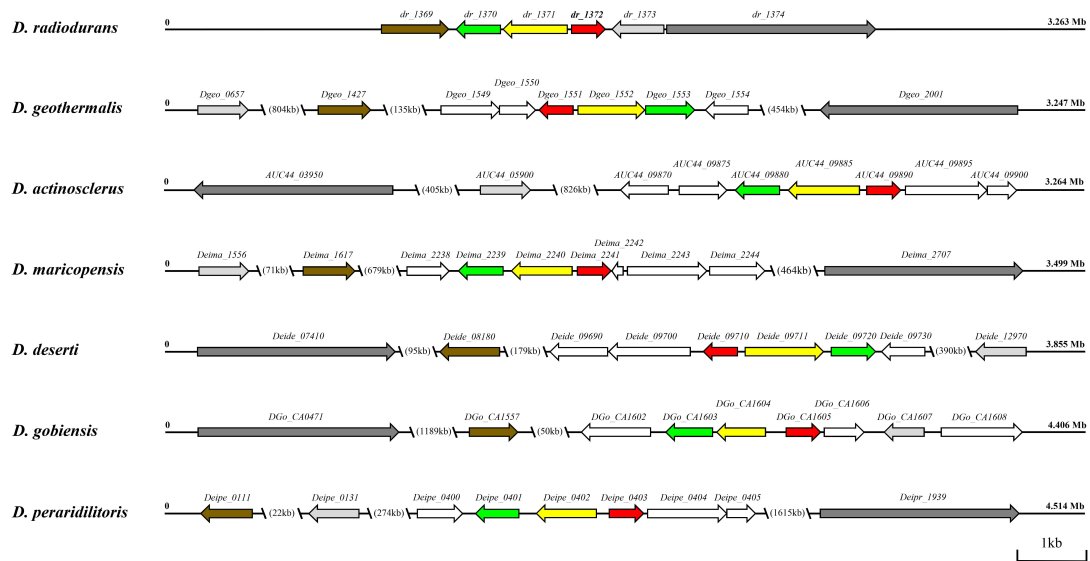 0 dr_1369 dr_1370 dr_1371 dr_1372 dr_1373 dr_1374 3.263 Mb
D. radiodurans
Dgeo_1550
0 Dgeo_0657 Dgeo_1427 Dgeo_1549 Dgeo_1551 Dgeo_1552 Dgeo_1553 Dgeo_1554 Dgeo_2001 3.247 Mb
D. geothermalis (804kb) (135kb) (454kb)
AUC44_09875 AUC44_09885 AUC44_09895
0 AUC44_03950 AUC44_05900 AUC44_09870 AUC44_09880 AUC44_09890 AUC44_09900 3.264 Mb
D. actinosclerus (405kb) (826kb)
Deima_2242
0 Deima_1556 Deima_1617 Deima_2238 Deima_2239 Deima_2240 Deima_2241 Deima_2243 Deima_2244 Deima_2707 3.499 Mb
D. maricopensis (71kb) (679kb) (464kb)
0 Deide_07410 Deide_08180 Deide_09690 Deide_09700 Deide_09710 Deide_09711 Deide_09720 Deide_09730 Deide_12970 3.855 Mb
D. deserti (95kb) (179kb) (390kb)
DGo_CA1604 DGo_CA1606
0 DGo_CA0471 DGo_CA1557 DGo_CA1602 DGo_CA1603 DGo_CA1605 DGo_CA1607 DGo_CA1608 4.406 Mb
D. gobiensis (1189kb) (50kb)
0 Deipe_0111 Deipe_0131 Deipe_0400 Deipe_0401 Deipe_0402 Deipe_0403 Deipe_0404 Deipe_0405 Deipr_1939 4.514 Mb
D. peraridilitoris (22kb) (274kb) (1615kb)
1kb